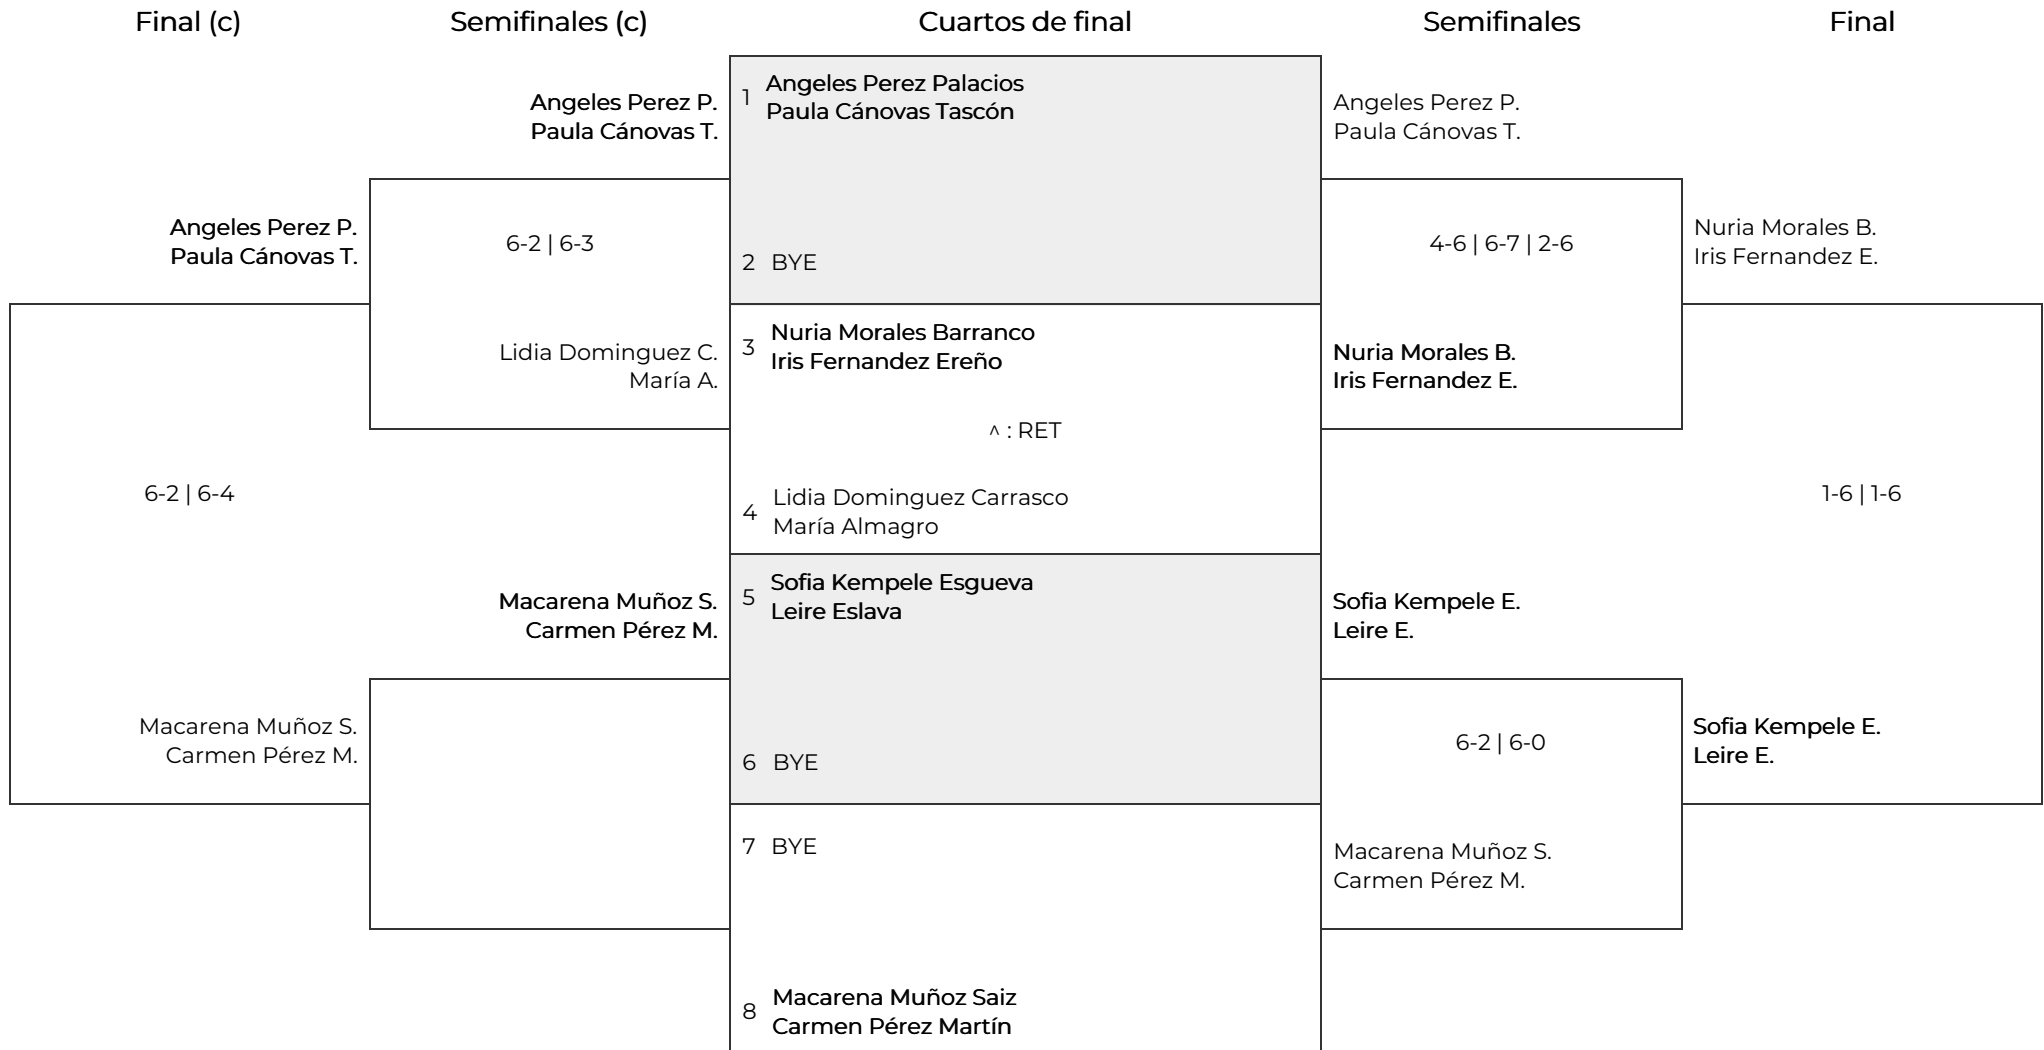 Final (c)
Semifinales (c)
Cuartos de final
Semifinales
Final
Angeles Perez P.
Paula Cánovas T.
Angeles Perez P.
Paula Cánovas T.
6-2 | 6-3
Lidia Dominguez C.
María A.
6-2 | 6-4
Macarena Muñoz S.
Carmen Pérez M.
Macarena Muñoz S.
Carmen Pérez M.
1 Angeles Perez Palacios
Paula Cánovas Tascón
2 BYE
3 Nuria Morales Barranco
Iris Fernandez Ereño
^ : RET
4 Lidia Dominguez Carrasco
María Almagro
5 Sofia Kempele Esgueva
Leire Eslava
6 BYE
7 BYE
8 Macarena Muñoz Saiz
Carmen Pérez Martín
Angeles Perez P.
Paula Cánovas T.
4-6 | 6-7 | 2-6
Nuria Morales B.
Iris Fernandez E.
Sofia Kempele E.
Leire E.
6-2 | 6-0
Macarena Muñoz S.
Carmen Pérez M.
Nuria Morales B.
Iris Fernandez E.
1-6 | 1-6
Sofia Kempele E.
Leire E.